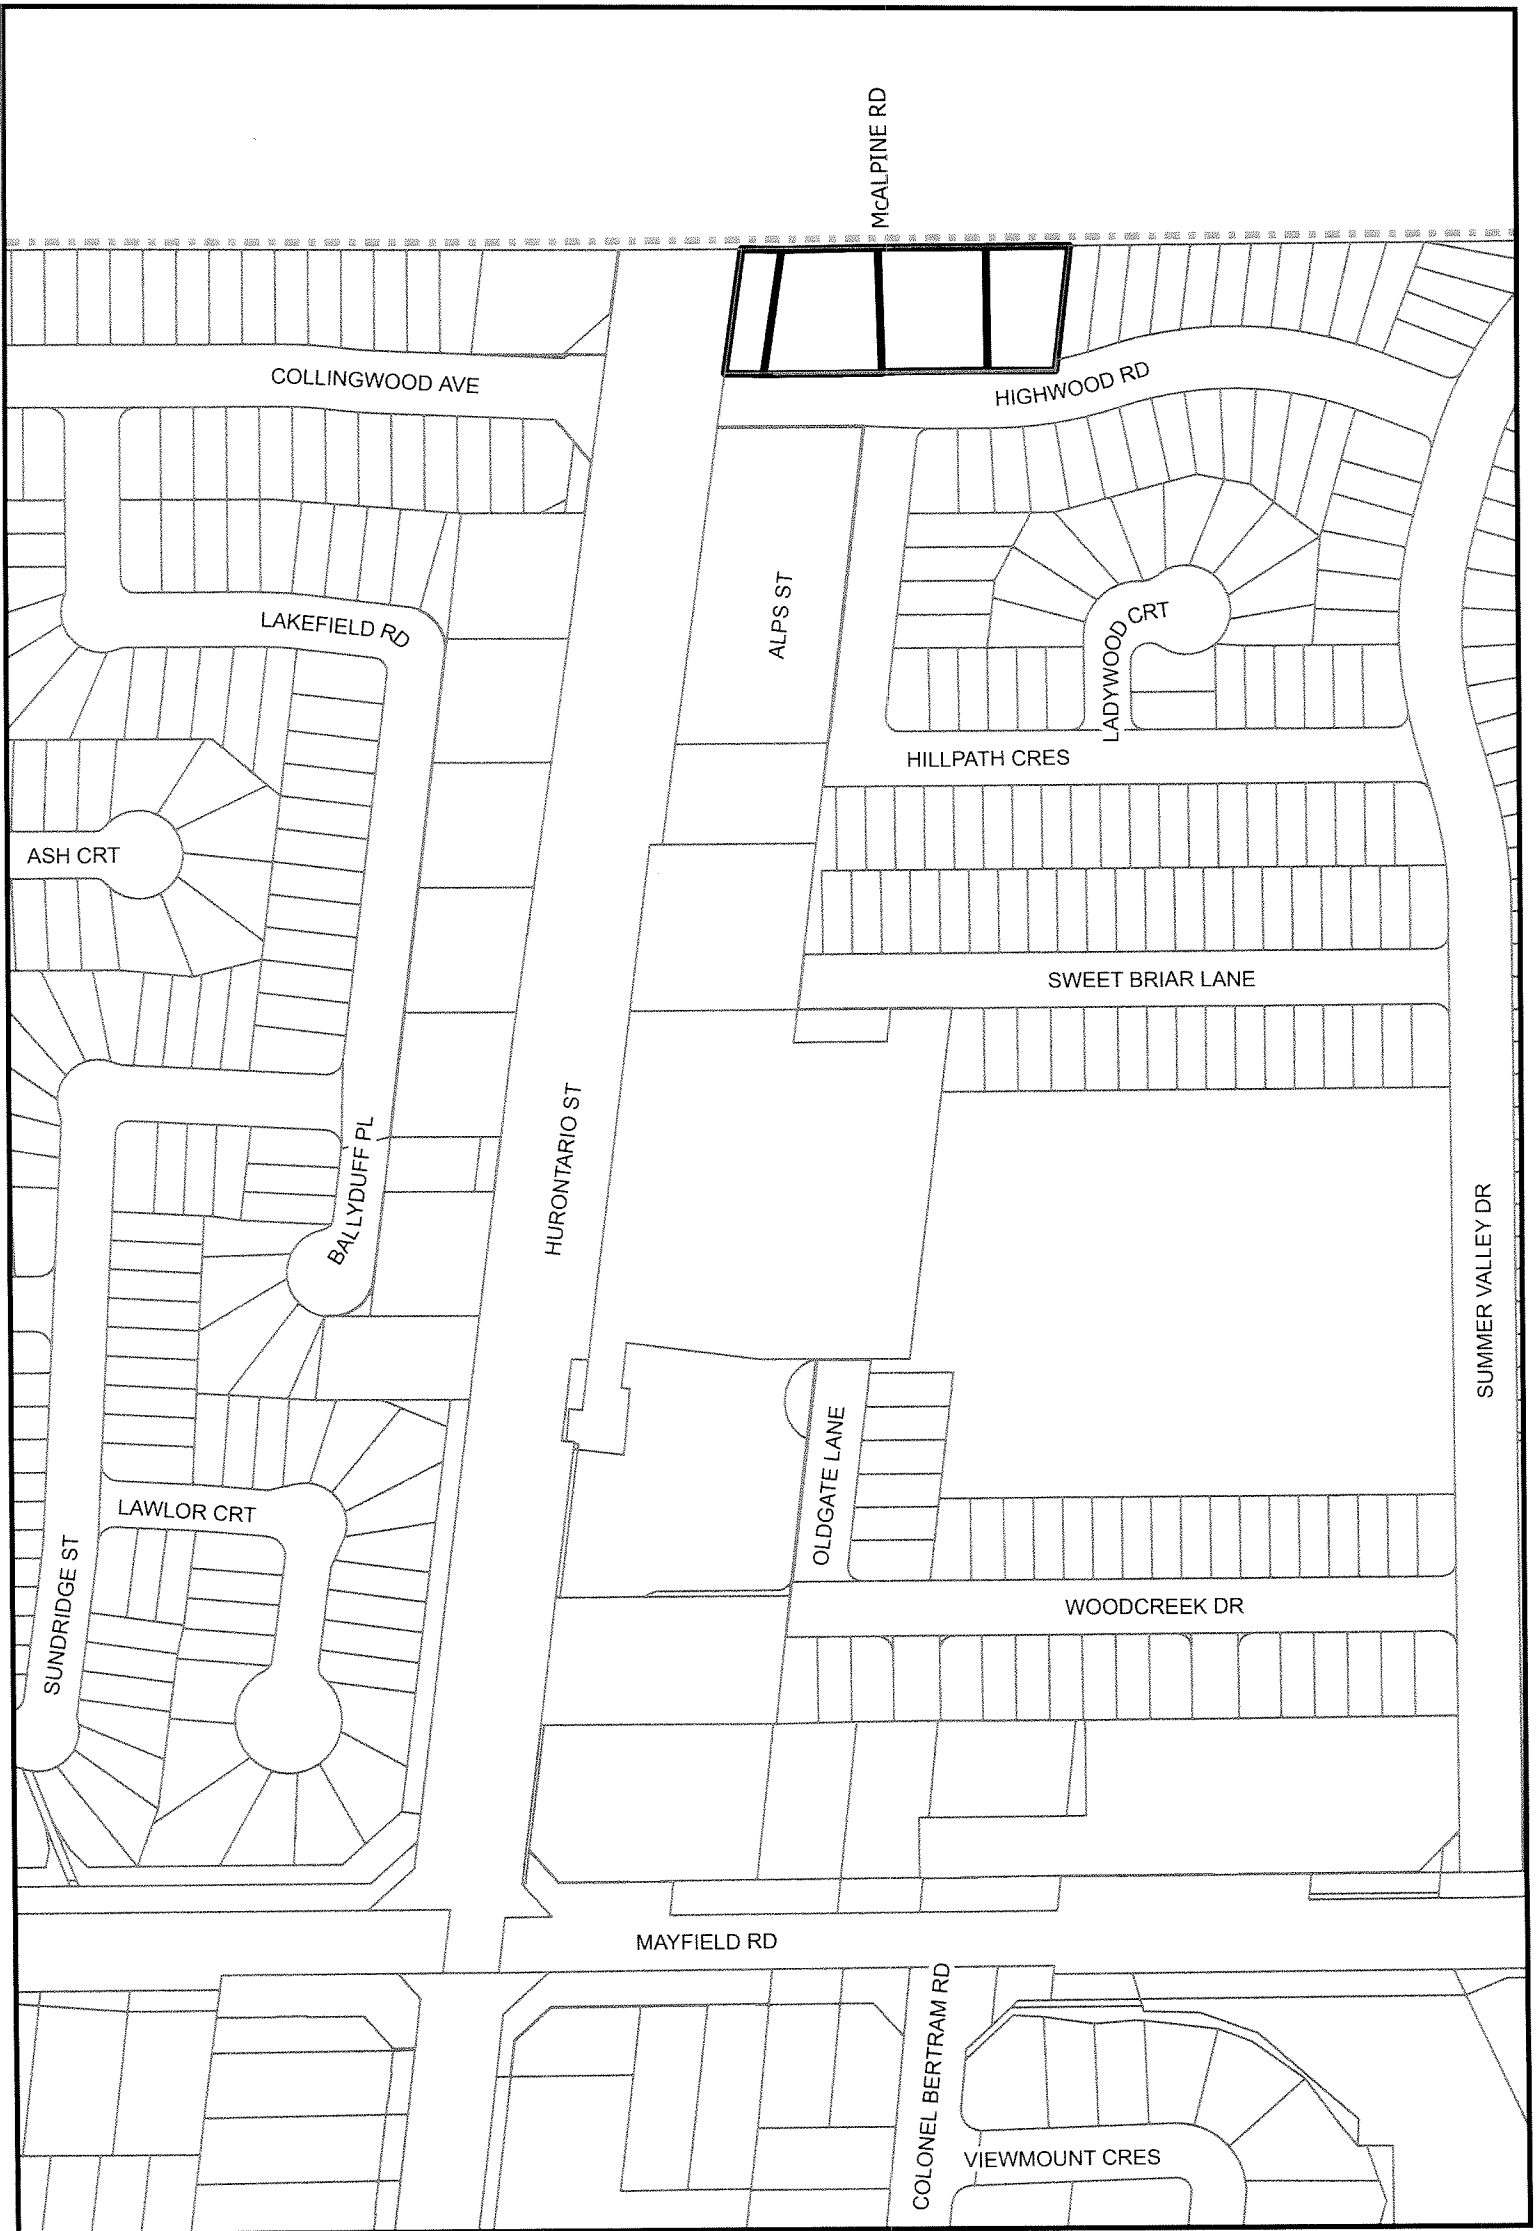 McALPINE RD
COLLINGWOOD AVE
HIGHWOOD RD
LAKEFIELD RD
ALPS ST
LADYWOOD CRT
HILLPATH CRES
ASH CRT
SWEET BRIAR LANE
HURONTARIO ST
BALLYDUFF PL
SUMMER VALLEY DR
OLDGATE LANE
LAWLOR CRT
SUNDRIDGE ST
WOODCREEK DR
MAYFIELD RD
COLONEL BERTRAM RD
VIEWMOUNT CRES